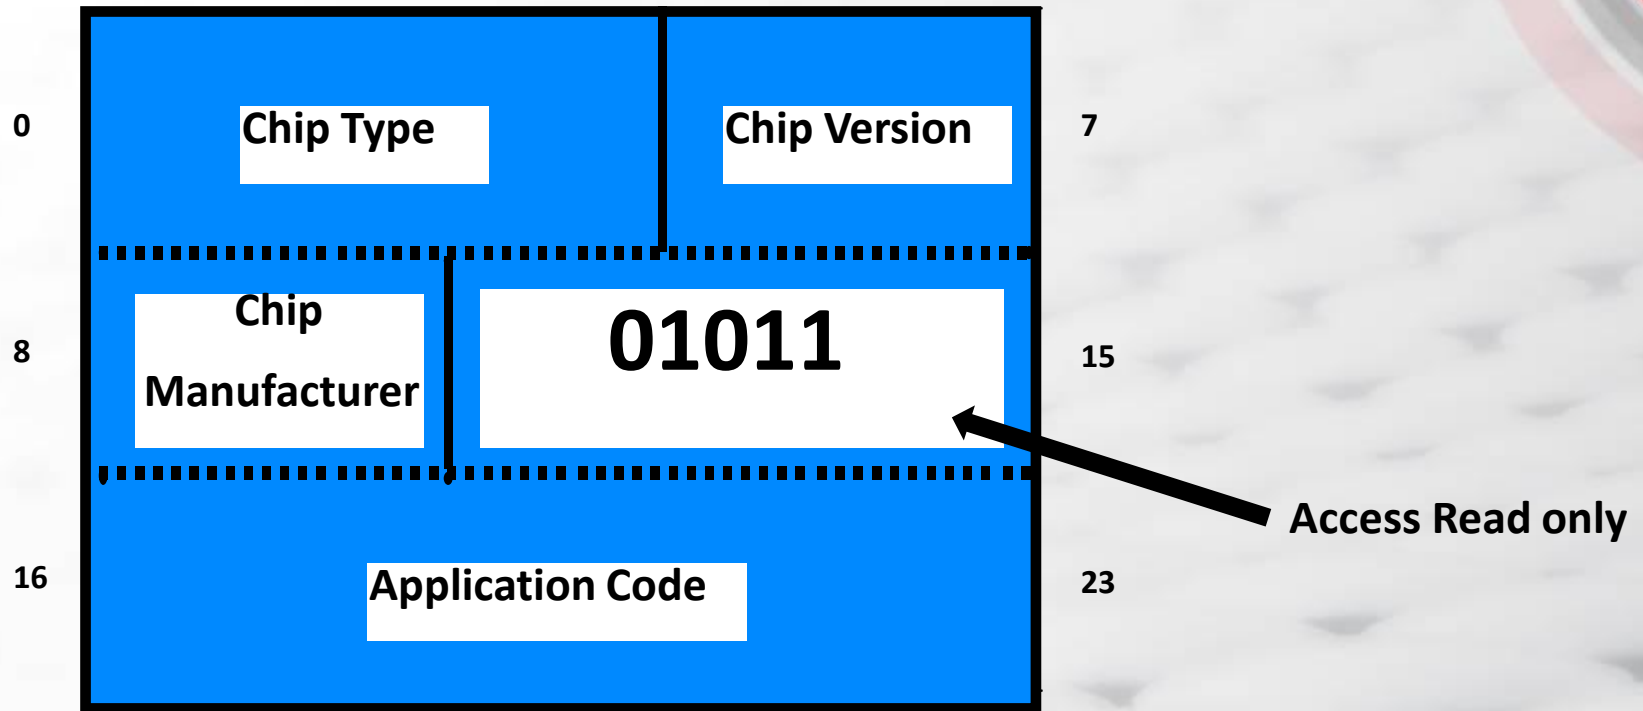 0
Chip Type
Chip Version
7
8
Chip
Manufacturer
01011
15
Access Read only
16
Application Code
23